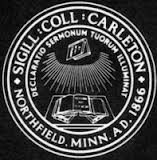 · SIGILL : COLL : CARLETON ·
DECLARATIO SERMONUM TUORUM ILLUMINAT
NORTHFIELD, MINN. A.D. 1866